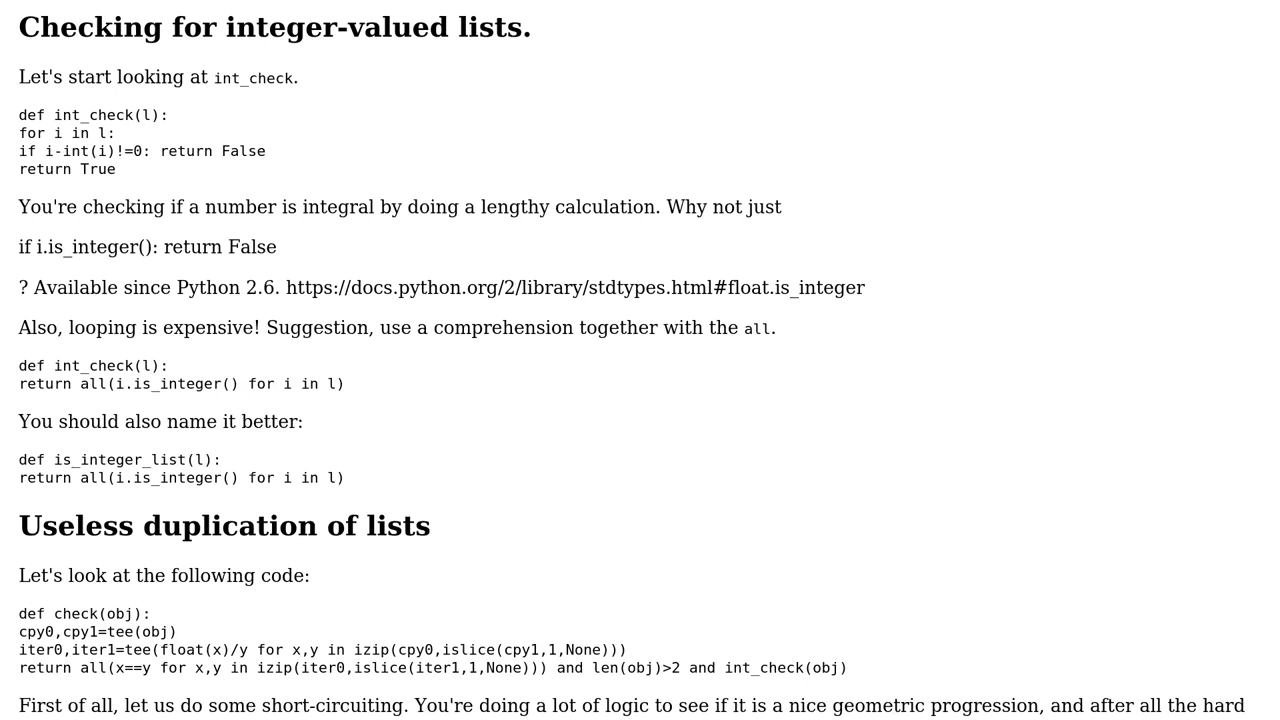 Checking for integer-valued lists.
Let's start looking at int_check.
def int_check(l):
for i in l:
if i-int(i)!=0: return False
return True
You're checking if a number is integral by doing a lengthy calculation. Why not just
if i.is_integer(): return False
? Available since Python 2.6. https://docs.python.org/2/library/stdtypes.html#float.is_integer
Also, looping is expensive! Suggestion, use a comprehension together with the all.
def int_check(l):
return all(i.is_integer() for i in l)
You should also name it better:
def is_integer_list(l):
return all(i.is_integer() for i in l)
Useless duplication of lists
Let's look at the following code:
def check(obj):
cpy0,cpy1=tee(obj)
iter0,iter1=tee(float(x)/y for x,y in izip(cpy0,islice(cpy1,1,None)))
return all(x==y for x,y in izip(iter0,islice(iter1,1,None))) and len(obj)>2 and int_check(obj)
First of all, let us do some short-circuiting. You're doing a lot of logic to see if it is a nice geometric progression, and after all the hard